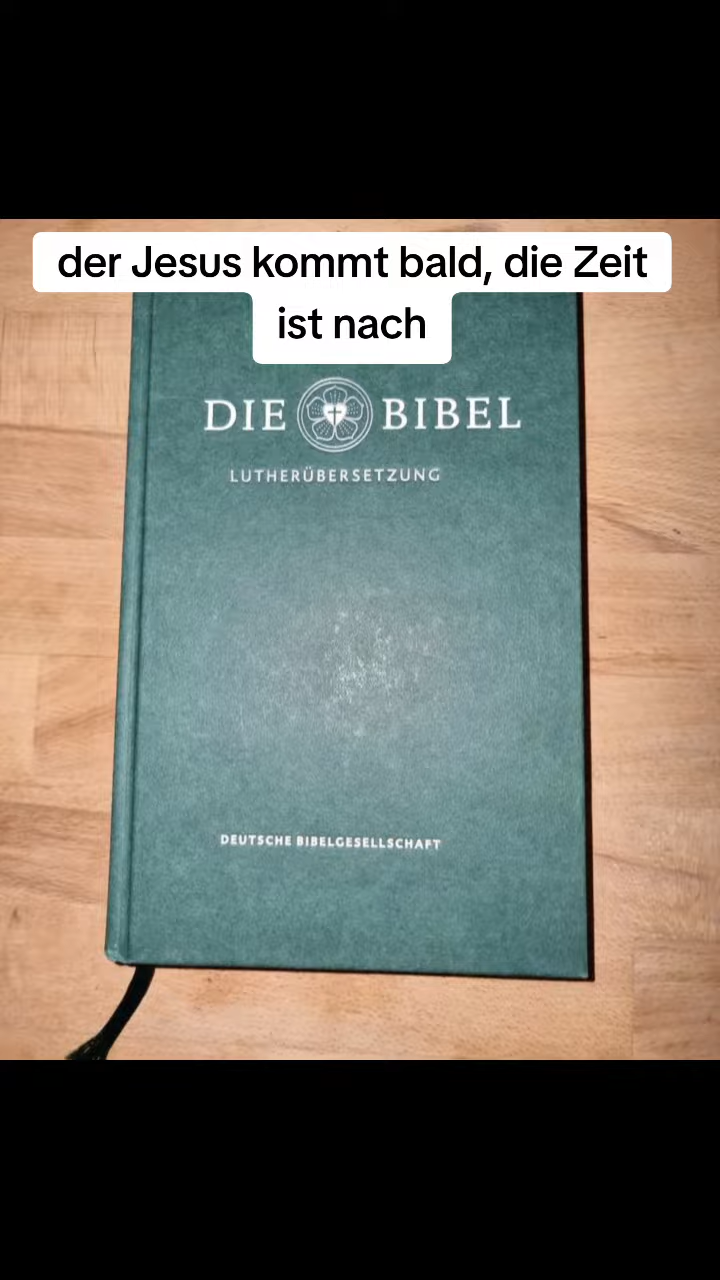 der Jesus kommt bald, die Zeit
ist nach
DIE BIBEL
LUTHERÜBERSETZUNG
DEUTSCHE BIBELGESELLSCHAFT